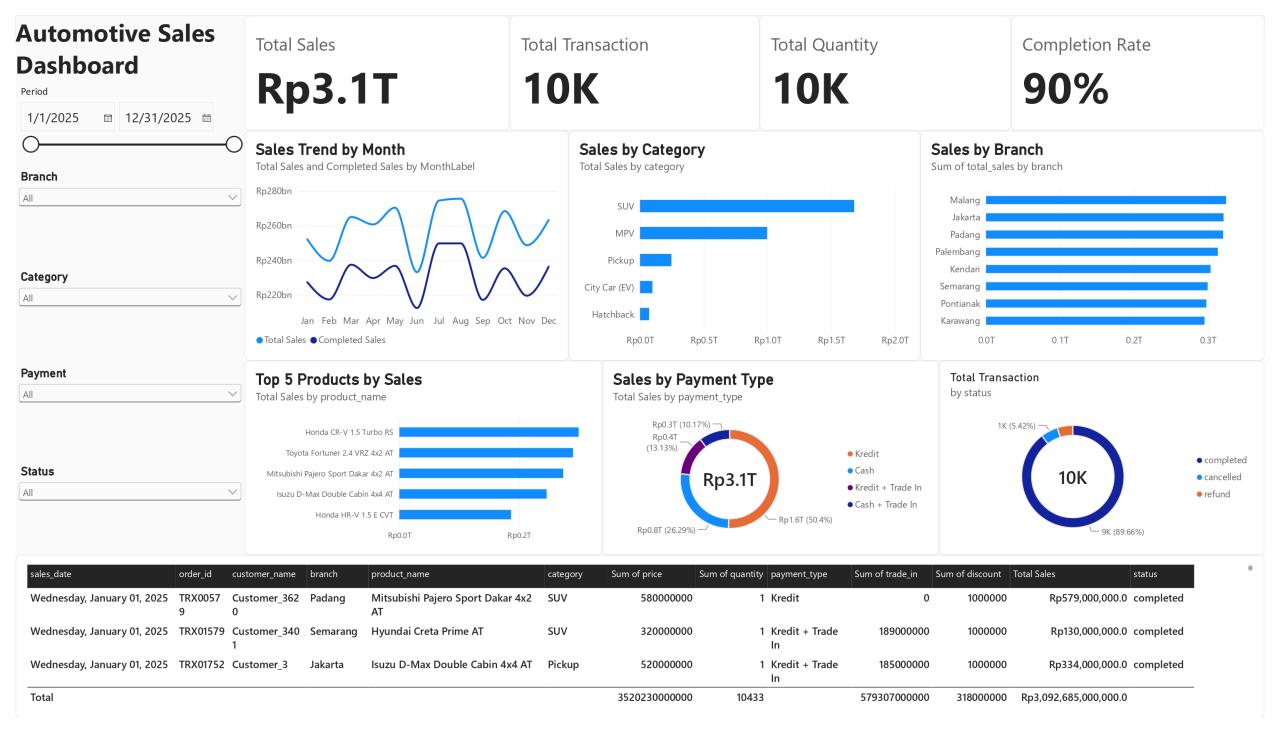 Automotive Sales
Dashboard
Period
1/1/2025
12/31/2025
Branch
All
Category
All
Payment
All
Status
All
Total Sales
Rp3.1T
Total Transaction
10K
Total Quantity
10K
Completion Rate
90%
Sales Trend by Month
Total Sales and Completed Sales by MonthLabel
Rp280bn
Rp260bn
Rp240bn
Rp220bn
Jan Feb Mar Apr May Jun Jul Aug Sep Oct Nov Dec
Total Sales Completed Sales
Sales by Category
Total Sales by category
SUV
MPV
Pickup
City Car (EV)
Hatchback
Rp0.0T Rp0.5T Rp1.0T Rp1.5T Rp2.0T
Sales by Branch
Sum of total_sales by branch
Malang
Jakarta
Padang
Palembang
Kendari
Semarang
Pontianak
Karawang
0.0T 0.1T 0.2T 0.3T
Top 5 Products by Sales
Total Sales by product_name
Honda CR-V 1.5 Turbo RS
Toyota Fortuner 2.4 VRZ 4x2 AT
Mitsubishi Pajero Sport Dakar 4x2 AT
Isuzu D-Max Double Cabin 4x4 AT
Honda HR-V 1.5 E CVT
Rp0.0T Rp0.2T
Sales by Payment Type
Total Sales by payment_type
Rp0.3T (10.17%)
Rp0.4T
(13.13%)
Rp3.1T
Rp0.8T (26.29%)
Rp1.6T (50.4%)
Kredit
Cash
Kredit + Trade In
Cash + Trade In
Total Transaction
by status
1K (5.42%)
10K
9K (89.66%)
completed
cancelled
refund
sales_date order_id customer_name branch product_name category Sum of price Sum of quantity payment_type Sum of trade_in Sum of discount Total Sales status
Wednesday, January 01, 2025 TRX0057 Customer_362 Padang Mitsubishi Pajero Sport Dakar 4x2 SUV 580000000 1 Kredit 0 1000000 Rp579,000,000.0 completed
9 0 AT
Wednesday, January 01, 2025 TRX01579 Customer_340 Semarang Hyundai Creta Prime AT SUV 320000000 1 Kredit + Trade 189000000 1000000 Rp130,000,000.0 completed
1 In
Wednesday, January 01, 2025 TRX01752 Customer_3 Jakarta Isuzu D-Max Double Cabin 4x4 AT Pickup 520000000 1 Kredit + Trade 185000000 1000000 Rp334,000,000.0 completed
In
Total 3520230000000 10433 579307000000 318000000 Rp3,092,685,000,000.0